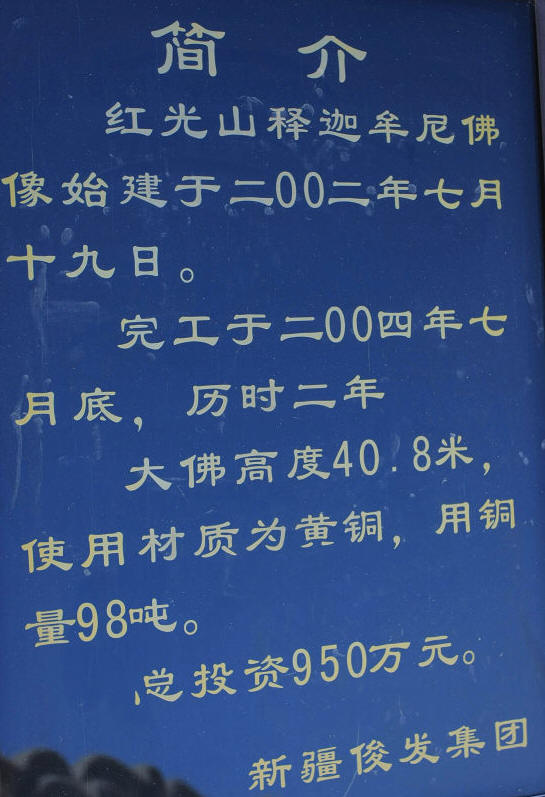 简 介
红光山释迦牟尼佛
像始建于二00二年七月
十九日。
完工于二00四年七
月底，历时二年
大佛高度40.8米，
使用材质为黄铜，用铜
量98吨。
总投资950万元。
新疆俊发集团